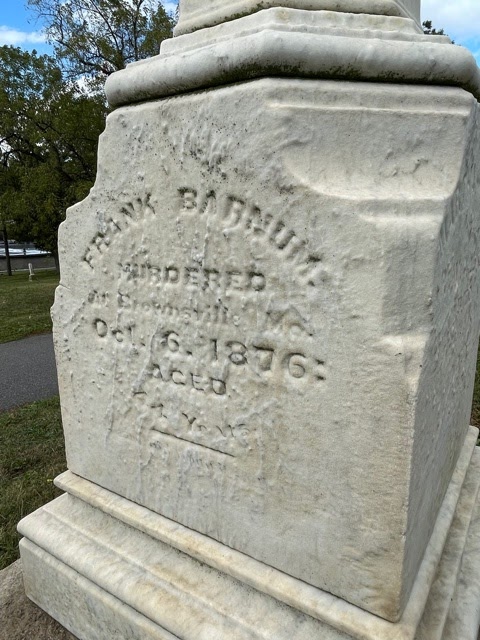 FRANK BARNUM.
MURDERED
at Brownsville, Mo.
Oct. 6. 1876:
AGED